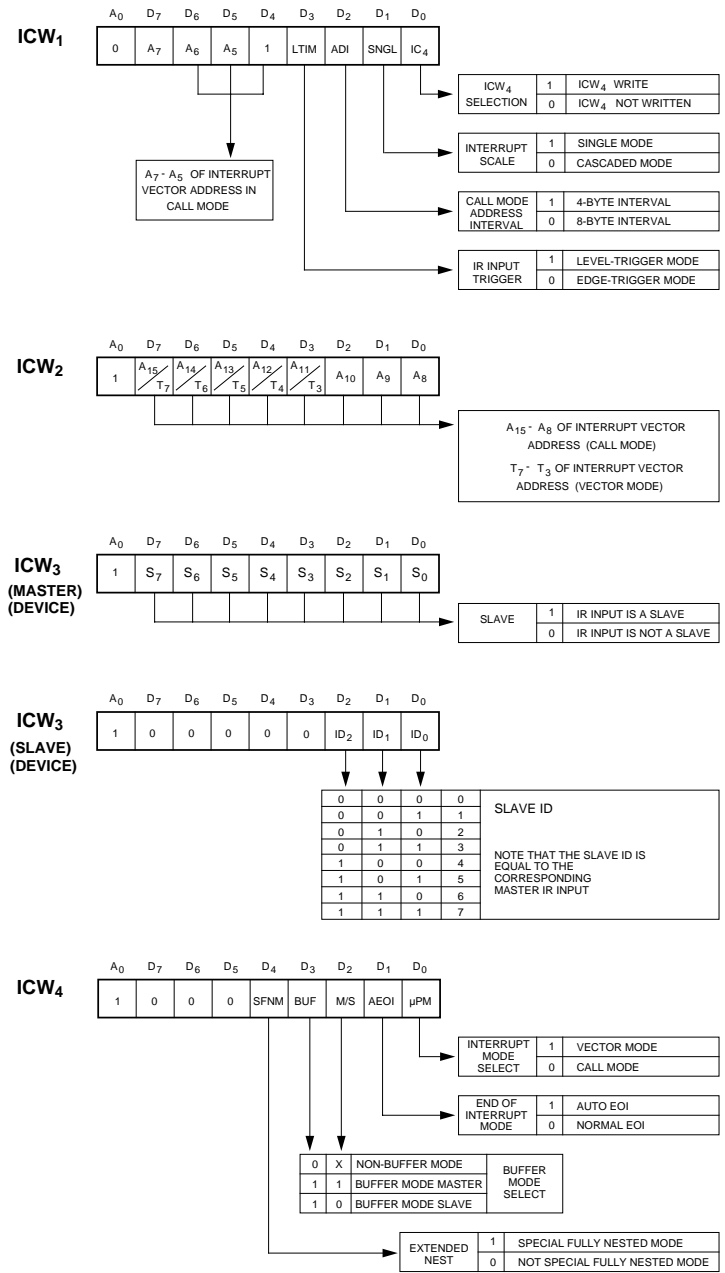 ICW1
A0 D7 D6 D5 D4 D3 D2 D1 D0
0 A7 A6 A5 1 LTIM ADI SNGL IC4
ICW4
SELECTION
1 ICW4 WRITE
0 ICW4 NOT WRITTEN
INTERRUPT
SCALE
1 SINGLE MODE
0 CASCADED MODE
A7 - A5 OF INTERRUPT
VECTOR ADDRESS IN
CALL MODE
CALL MODE
ADDRESS
INTERVAL
1 4-BYTE INTERVAL
0 8-BYTE INTERVAL
IR INPUT
TRIGGER
1 LEVEL-TRIGGER MODE
0 EDGE-TRIGGER MODE
ICW2
A0 D7 D6 D5 D4 D3 D2 D1 D0
1 A15/T7 A14/T6 A13/T5 A12/T4 A11/T3 A10 A9 A8
A15 - A8 OF INTERRUPT VECTOR
ADDRESS (CALL MODE)
T7 - T3 OF INTERRUPT VECTOR
ADDRESS (VECTOR MODE)
ICW3
(MASTER)
(DEVICE)
A0 D7 D6 D5 D4 D3 D2 D1 D0
1 S7 S6 S5 S4 S3 S2 S1 S0
SLAVE
1 IR INPUT IS A SLAVE
0 IR INPUT IS NOT A SLAVE
ICW3
(SLAVE)
(DEVICE)
A0 D7 D6 D5 D4 D3 D2 D1 D0
1 0 0 0 0 0 ID2 ID1 ID0
0 0 0 0
0 0 1 1
0 1 0 2
0 1 1 3
1 0 0 4
1 0 1 5
1 1 0 6
1 1 1 7
SLAVE ID
NOTE THAT THE SLAVE ID IS
EQUAL TO THE
CORRESPONDING
MASTER IR INPUT
ICW4
A0 D7 D6 D5 D4 D3 D2 D1 D0
1 0 0 0 SFNM BUF M/S AEOI µPM
INTERRUPT
MODE
SELECT
1 VECTOR MODE
0 CALL MODE
END OF
INTERRUPT
MODE
1 AUTO EOI
0 NORMAL EOI
0 X NON-BUFFER MODE
1 1 BUFFER MODE MASTER
1 0 BUFFER MODE SLAVE
BUFFER
MODE
SELECT
EXTENDED
NEST
1 SPECIAL FULLY NESTED MODE
0 NOT SPECIAL FULLY NESTED MODE